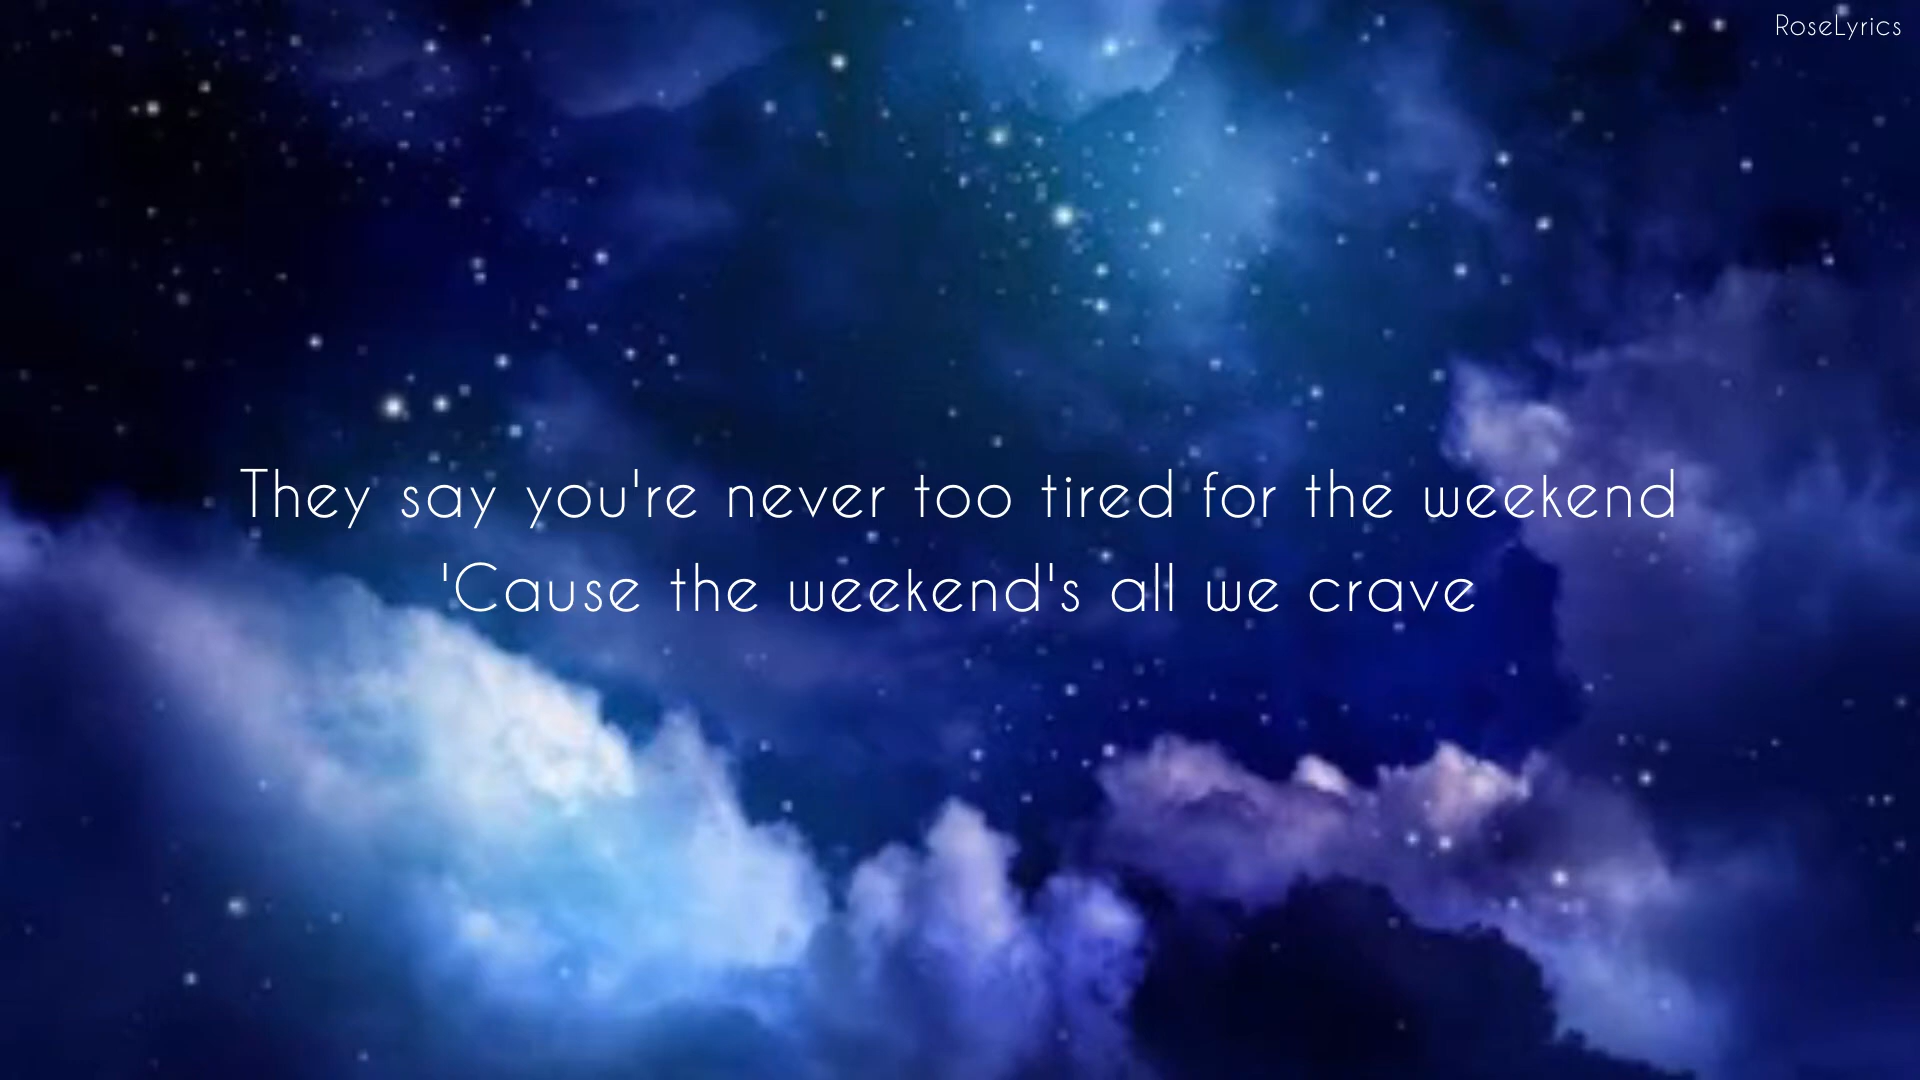 RoseLyrics
They say you're never too tired for the weekend
'Cause the weekend's all we crave